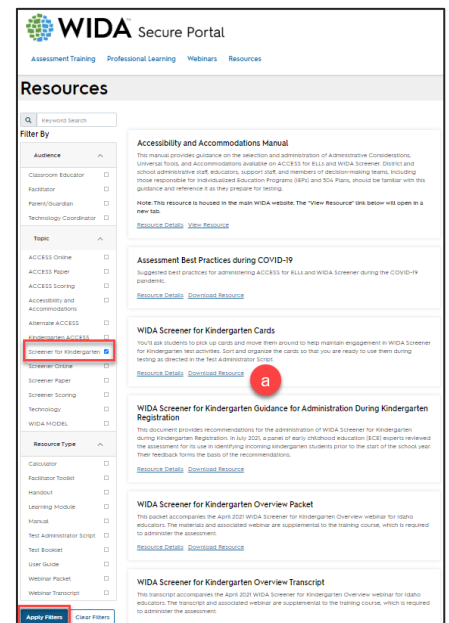 WIDA Secure Portal
Assessment Training Professional Learning Webinars Resources
Resources
Keyword Search
Filter By
Audience
Classroom Educator
Facilitator
Parent/Guardian
Technology Coordinator
Topic
ACCESS Online
ACCESS Paper
ACCESS Scoring
Accessibility and
Accommodations
Alternate ACCESS
Kindergarten ACCESS
Screener for Kindergarten
Screener Online
Screener Paper
Screener Scoring
Technology
WIDA MODEL
Resource Type
Calculator
Facilitator Toolkit
Handout
Learning Module
Manual
Test Administrator Script
Test Booklet
User Guide
Webinar Packet
Webinar Transcript
Apply Filters Clear Filters
Accessibility and Accommodations Manual
This manual provides guidance on the selection and administration of Administrative Considerations,
Universal Tools, and Accommodations available on ACCESS for ELLs and WIDA Screener. District and
school administrative staff, educators, support staff, and members of decision-making teams, including
those responsible for Individualized Education Programs (IEPs) and 504 Plans, should be familiar with this
guidance and reference it as they prepare for testing.
Note: This resource is housed in the main WIDA website. The "View Resource" link below will open in a
new tab.
Resource Details View Resource
Assessment Best Practices during COVID-19
Suggested best practices for administering ACCESS for ELLs and WIDA Screener during the COVID-19
pandemic.
Resource Details Download Resource
WIDA Screener for Kindergarten Cards
You'll ask students to pick up cards and move them around to help maintain engagement in WIDA Screener
for Kindergarten test activities. Sort and organize the cards so that you are ready to use them during
testing as directed in the Test Administrator Script.
Resource Details Download Resource
a
WIDA Screener for Kindergarten Guidance for Administration During Kindergarten
Registration
This document provides recommendations for the administration of WIDA Screener for Kindergarten
during Kindergarten Registration. In July 2021, a panel of early childhood education (ECE) experts reviewed
the assessment for its use in identifying incoming kindergarten students prior to the start of the school year.
Their feedback forms the basis of the recommendations.
Resource Details Download Resource
WIDA Screener for Kindergarten Overview Packet
This packet accompanies the April 2021 WIDA Screener for Kindergarten Overview webinar for Idaho
educators. The materials and associated webinar are supplemental to the training course, which is required
to administer the assessment.
Resource Details Download Resource
WIDA Screener for Kindergarten Overview Transcript
This transcript accompanies the April 2021 WIDA Screener for Kindergarten Overview webinar for Idaho
educators. The transcript and associated webinar are supplemental to the training course, which is required
to administer the assessment.